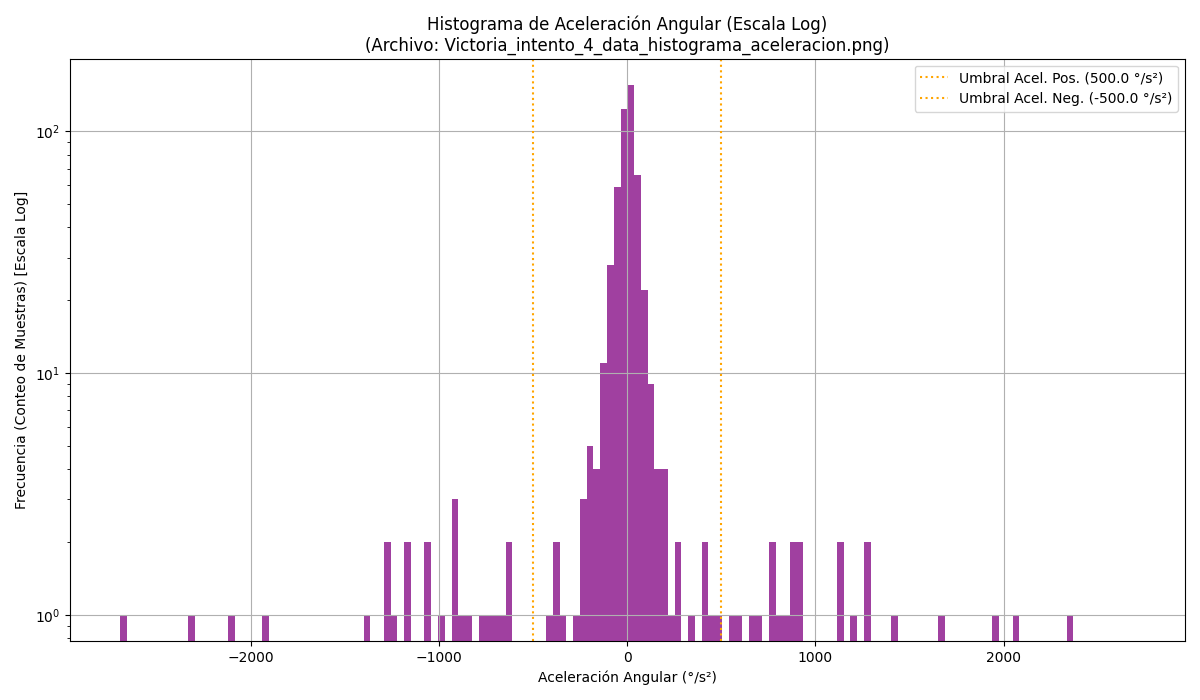 Histograma de Aceleración Angular (Escala Log)
(Archivo: Victoria_intento_4_data_histograma_aceleracion.png)
Umbral Acel. Pos. (500.0 °/s²)
Umbral Acel. Neg. (-500.0 °/s²)
Frecuencia (Conteo de Muestras) [Escala Log]
10²
10¹
10⁰
−2000
−1000
0
1000
2000
Aceleración Angular (°/s²)